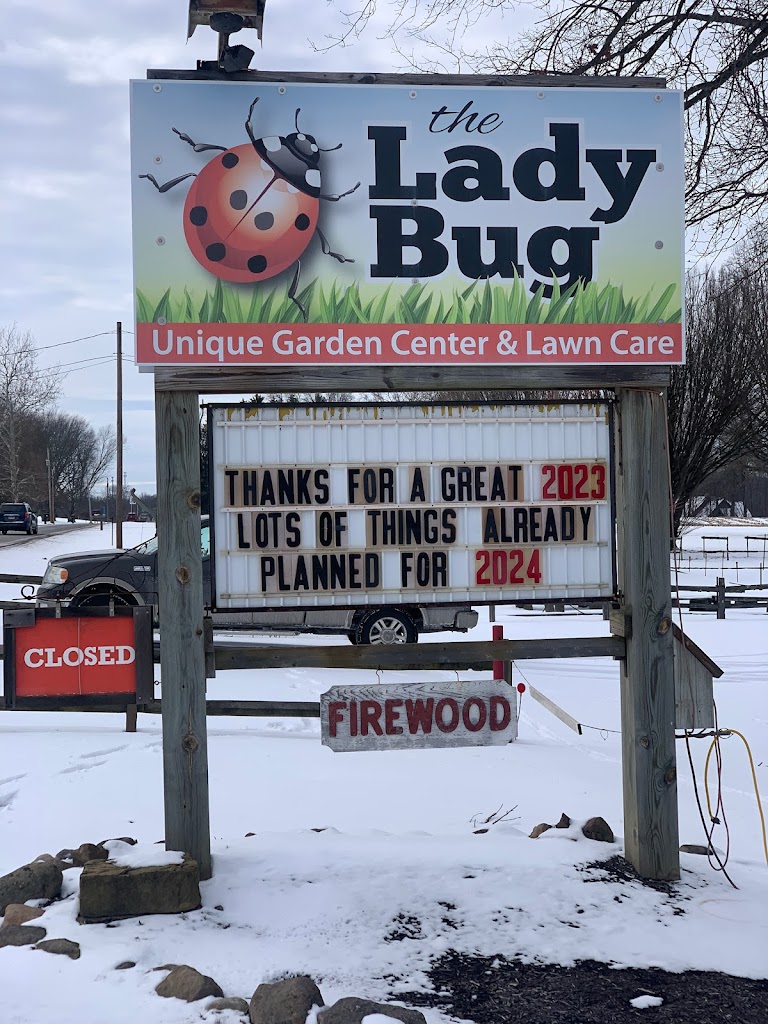 the
Lady
Bug
Unique Garden Center & Lawn Care
THANKS FOR A GREAT 2023
LOTS OF THINGS ALREADY
PLANNED FOR 2024
CLOSED
FIREWOOD